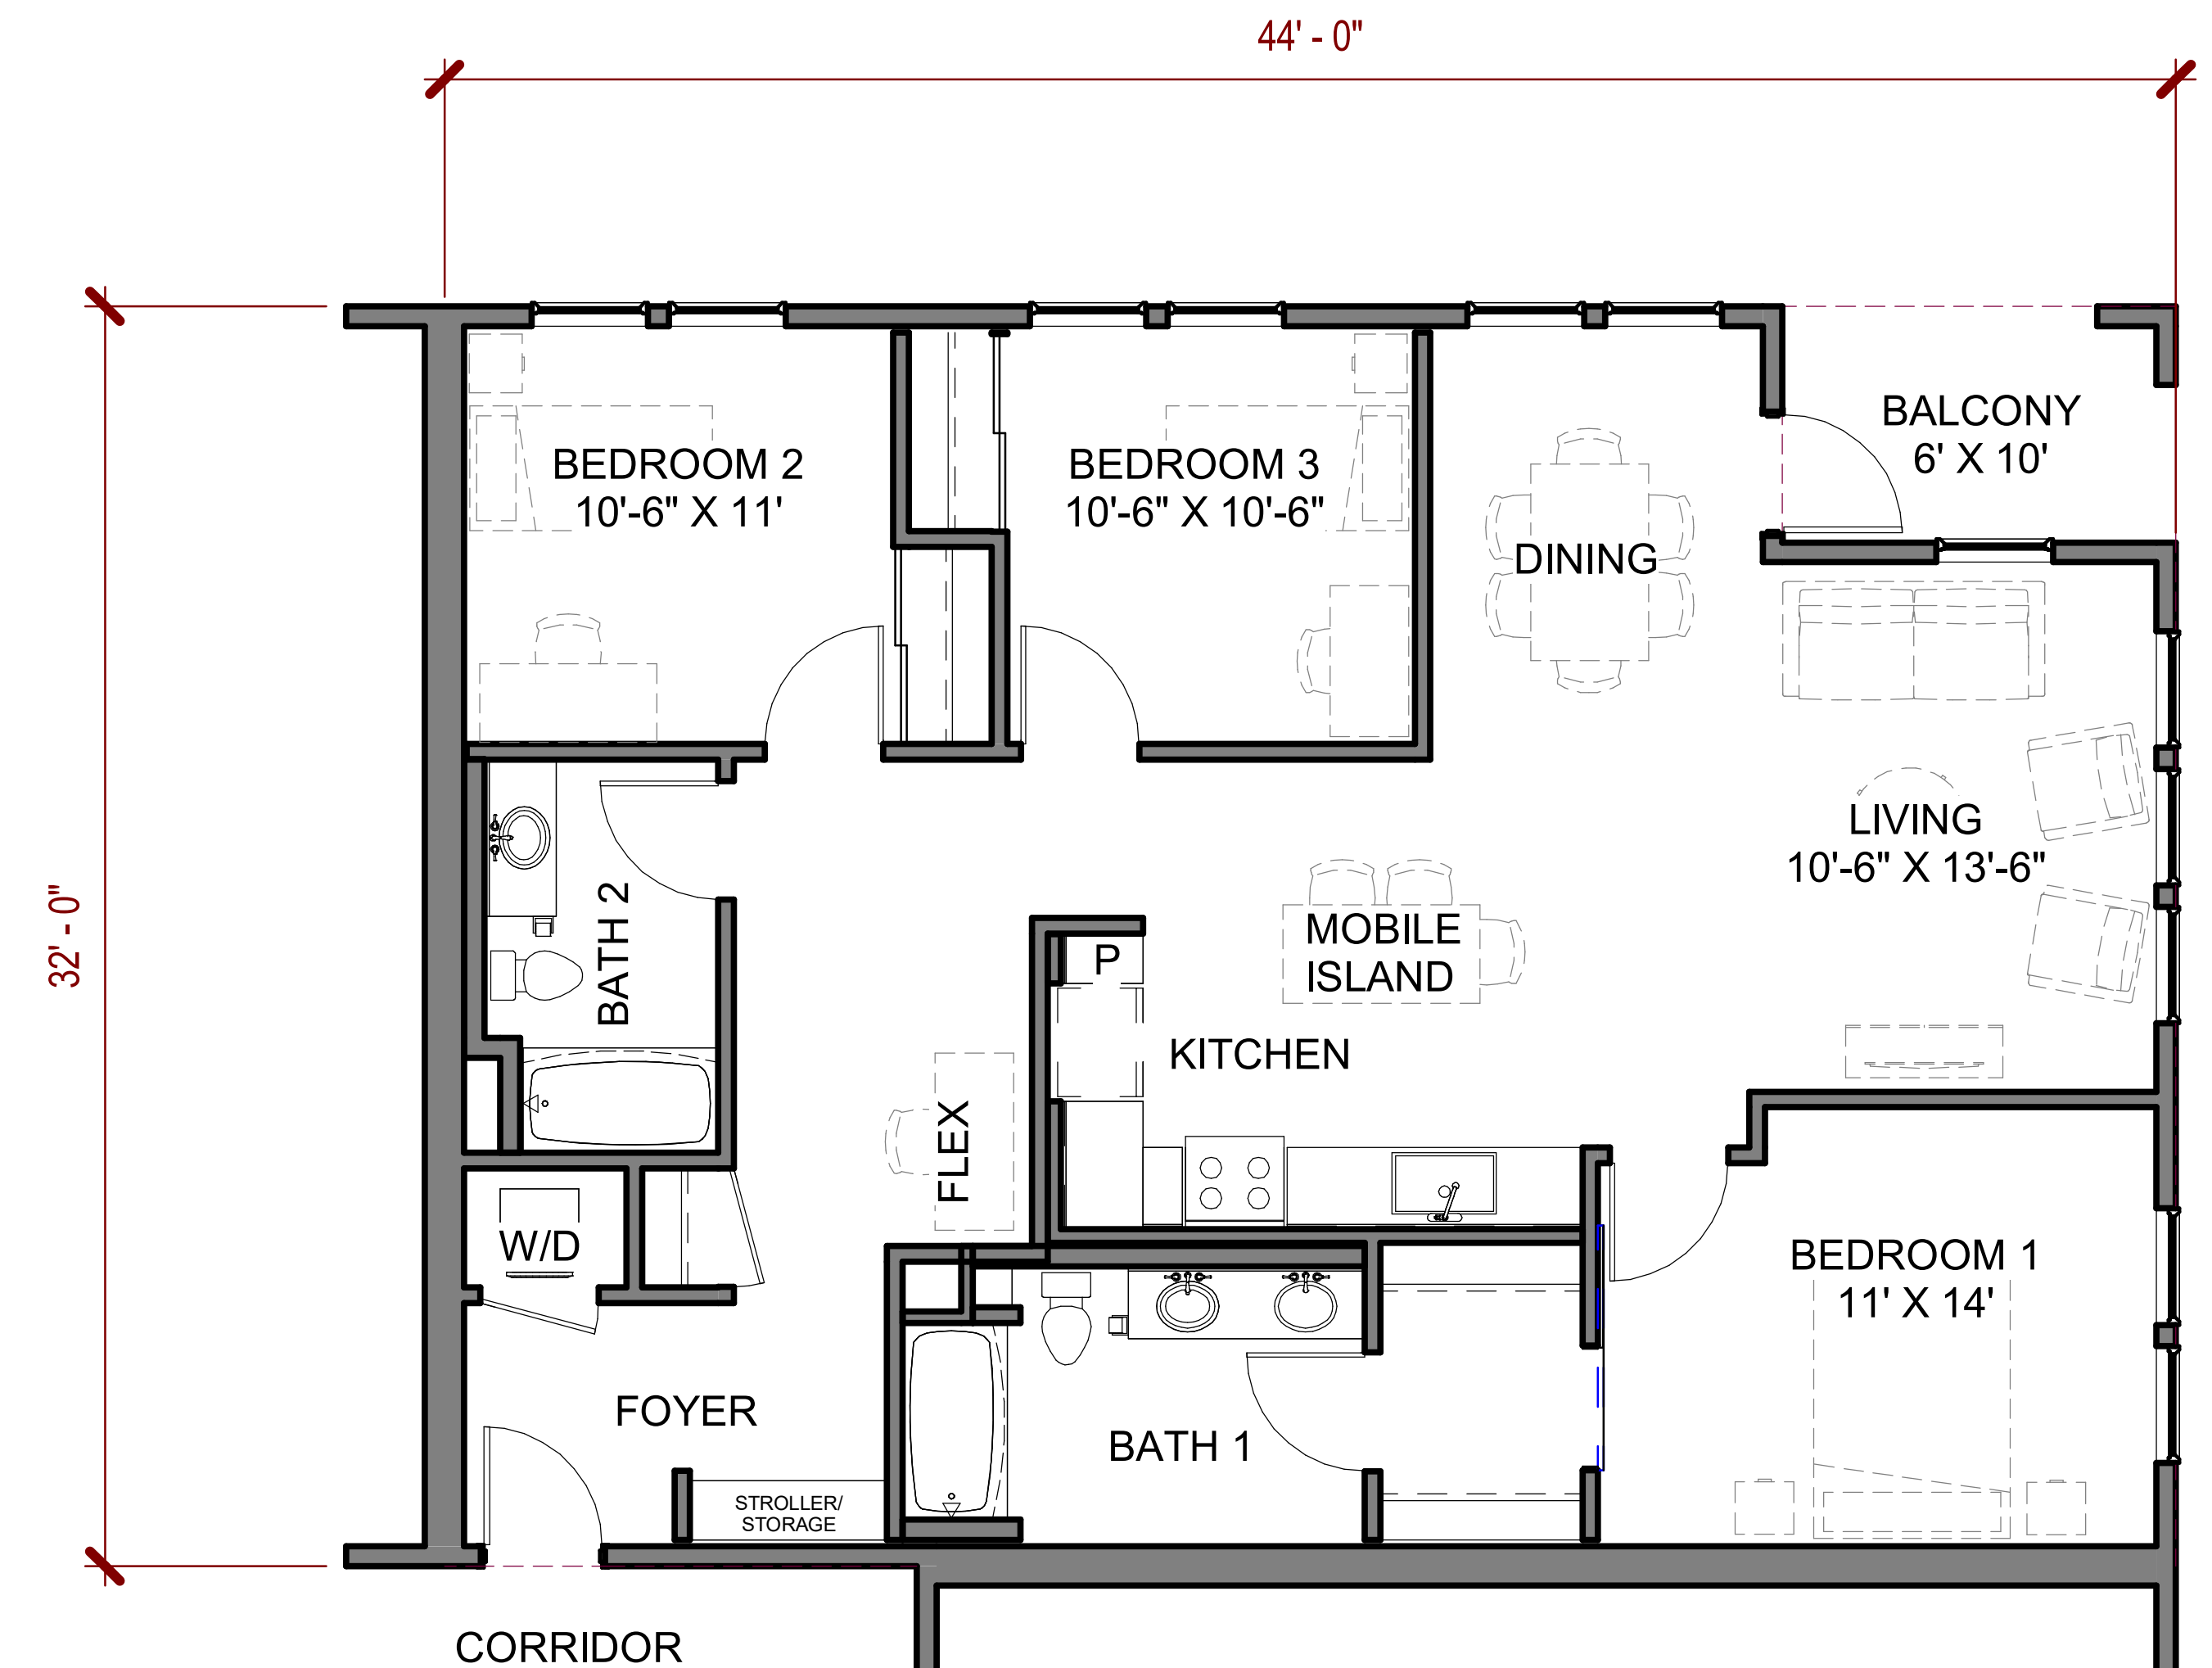 44' - 0"
BALCONY
6' X 10'
BEDROOM 2
10'-6" X 11'
BEDROOM 3
10'-6" X 10'-6"
DINING
LIVING
10'-6" X 13'-6"
32' - 0"
BATH 2
MOBILE
ISLAND
P
KITCHEN
FLEX
W/D
BEDROOM 1
11' X 14'
FOYER
BATH 1
STROLLER/
STORAGE
CORRIDOR